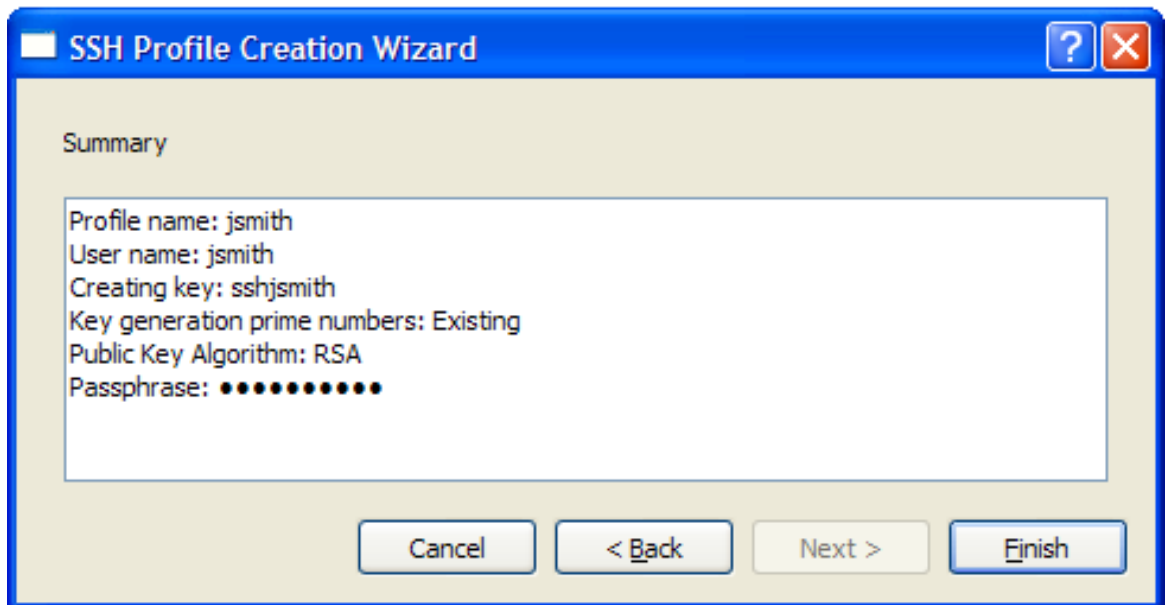 SSH Profile Creation Wizard
?
Summary
Profile name: jsmith
User name: jsmith
Creating key: sshjsmith
Key generation prime numbers: Existing
Public Key Algorithm: RSA
Passphrase: ●●●●●●●●●●
Cancel < Back Next > Finish